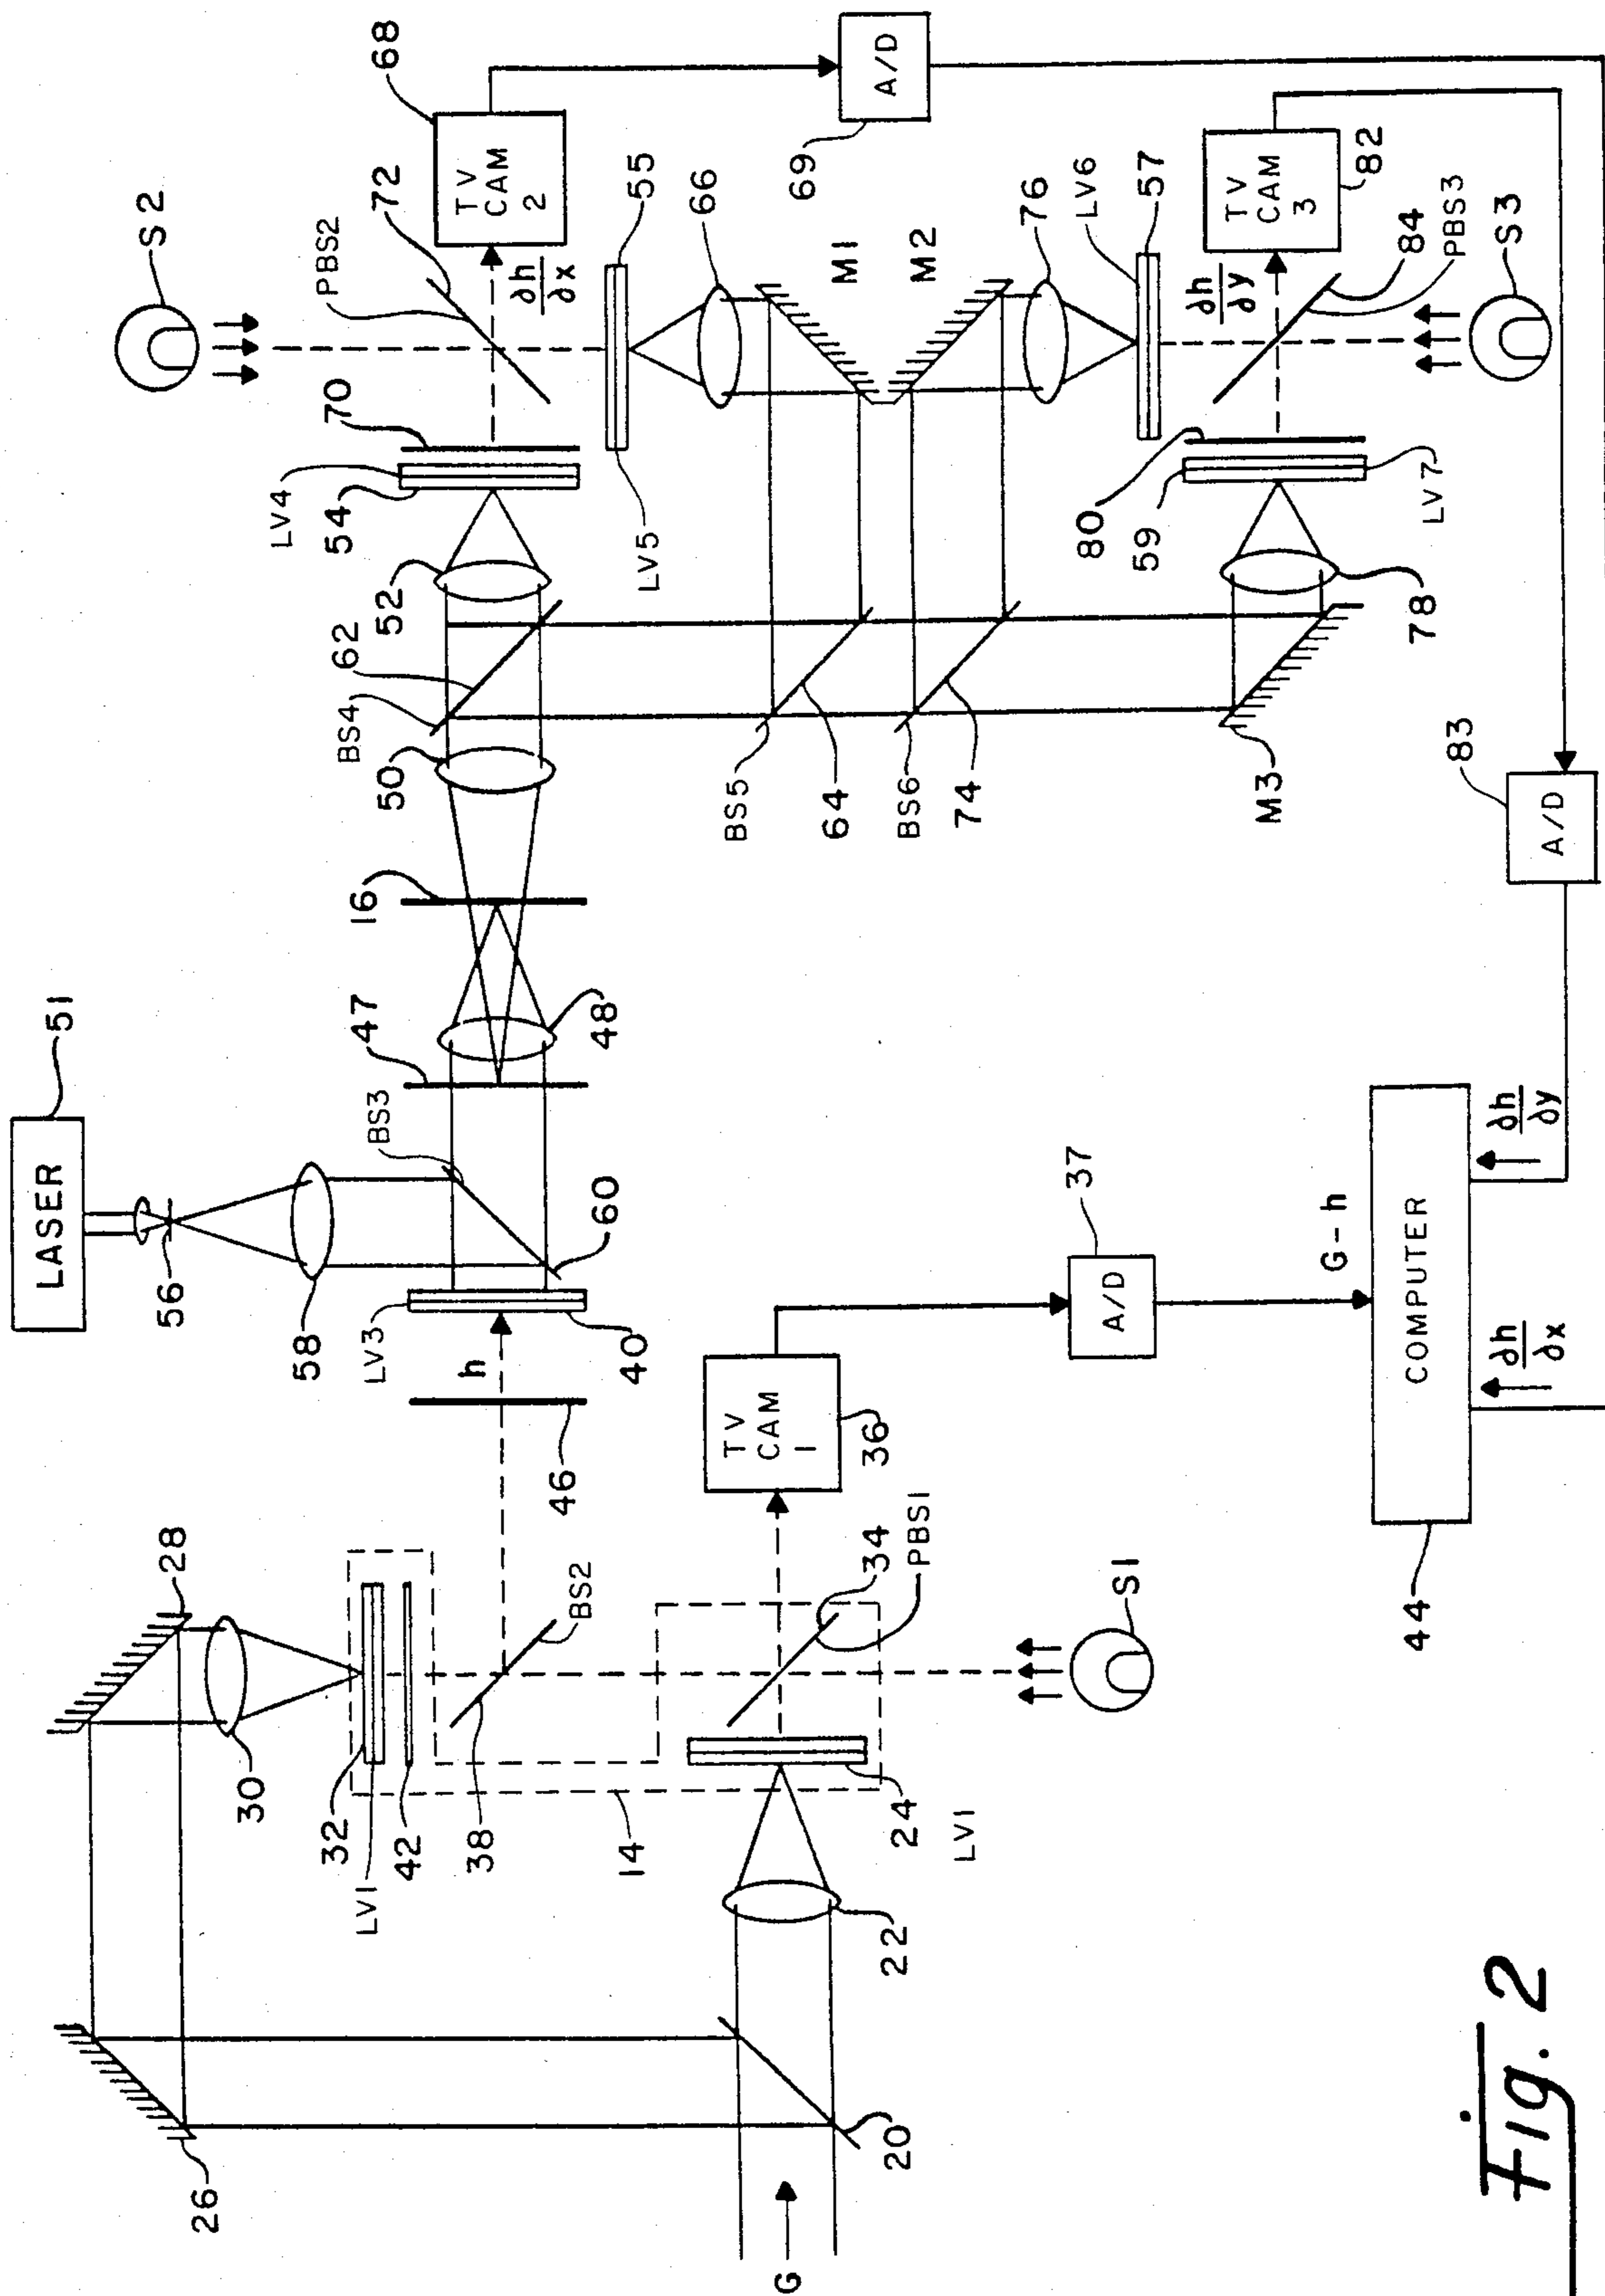 LASER
51
56
58
BS3
60
47
48
16
50
BS4
62
52
LV4
54
70
S2
PBS2
72
68
TV
CAM
2
∂h
∂x
LV5
55
66
M1
M2
76
LV6
57
69
A/D
∂h
∂y
TV
CAM
3
82
84
PBS3
S3
80
59
LV7
78
M3
BS5
64
BS6
74
83
A/D
LV3
40
h
46
28
30
32
LV1
42
38
BS2
14
26
20
G
22
24
LV1
34
PBS1
S1
TV
CAM
1
36
37
A/D
G-h
COMPUTER
44
∂h
∂x
∂h
∂y
Fig. 2